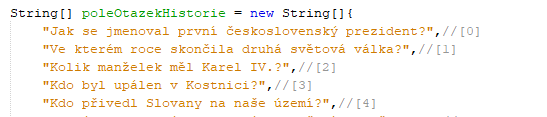 String[] poleOtazekHistorie = new String[]{
"Jak se jmenoval první československý prezident?",//[0]
"Ve kterém roce skončila druhá světová válka?",//[1]
"Kolik manželek měl Karel IV.?",//[2]
"Kdo byl upálen v Kostnici?",//[3]
"Kdo přivedl Slovany na naše území?",//[4]